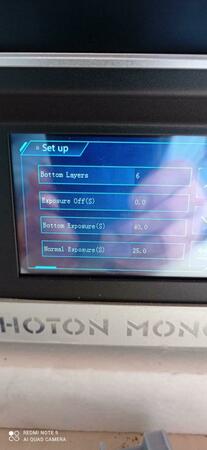 Set up
Bottom Layers 6
Exposure Off(S) 0.0
Bottom Exposure(S) 40.0
Normal Exposure(S) 25.0
HOTON MONO
REDMI NOTE 9
AI QUAD CAMERA